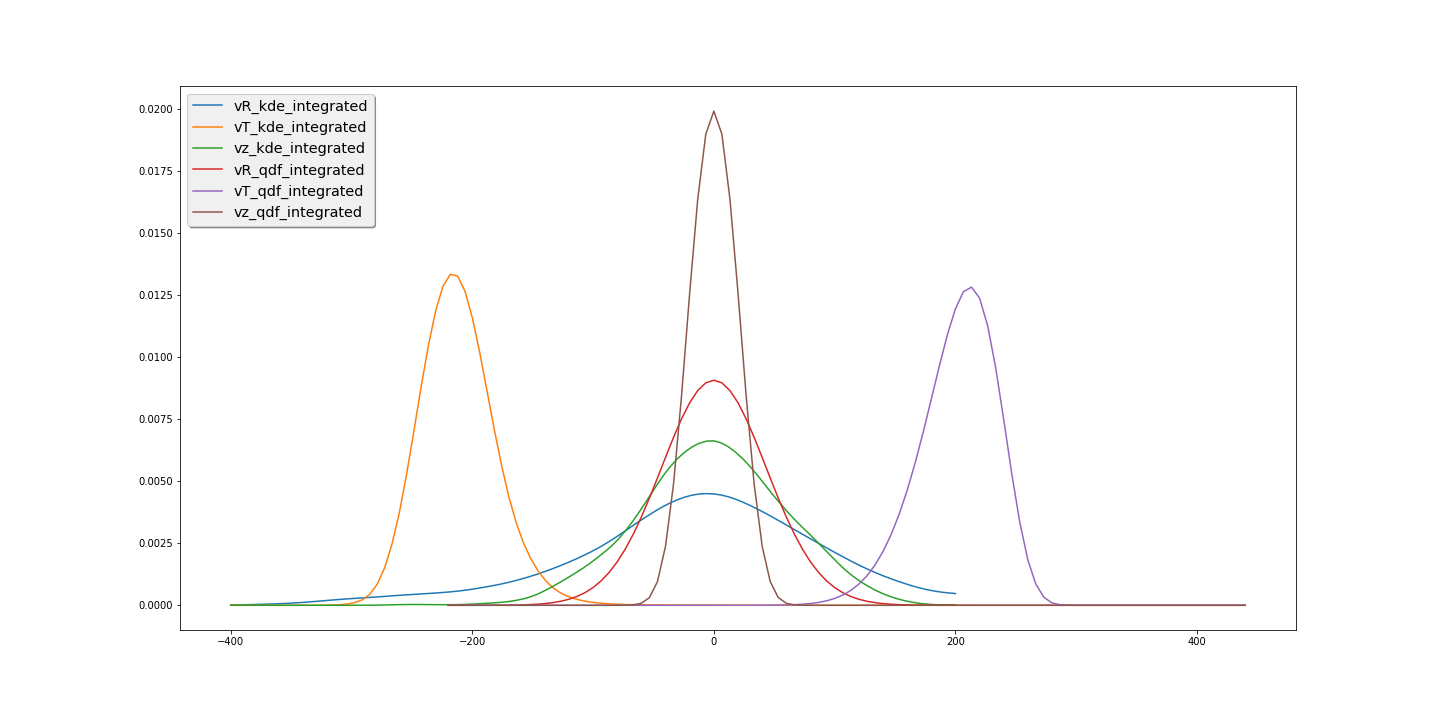 vR_kde_integrated
vT_kde_integrated
vz_kde_integrated
vR_qdf_integrated
vT_qdf_integrated
vz_qdf_integrated
0.0200
0.0175
0.0150
0.0125
0.0100
0.0075
0.0050
0.0025
0.0000
−400 −200 0 200 400